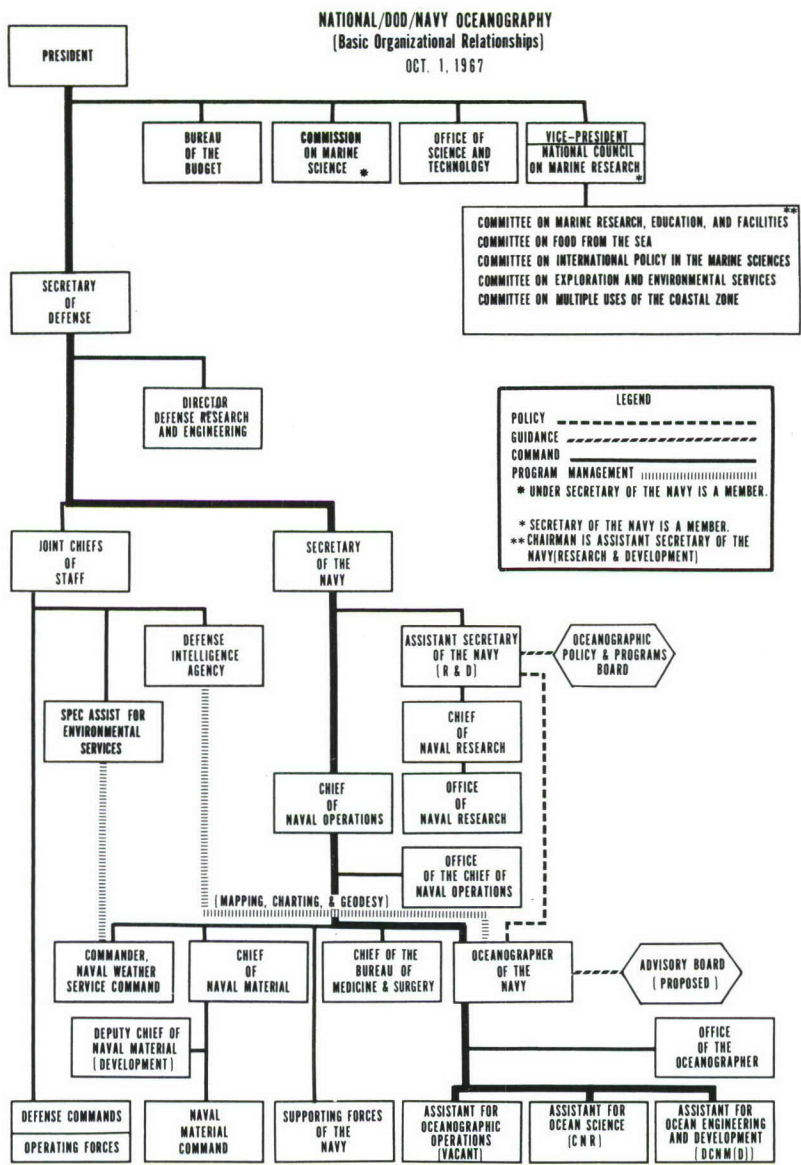 NATIONAL/DOD/NAVY OCEANOGRAPHY
(Basic Organizational Relationships)
OCT. 1, 1967
PRESIDENT
BUREAU
OF THE
BUDGET
COMMISSION
ON MARINE
SCIENCE *
OFFICE OF
SCIENCE AND
TECHNOLOGY
VICE-PRESIDENT
NATIONAL COUNCIL
ON MARINE RESEARCH
*
**
COMMITTEE ON MARINE RESEARCH, EDUCATION, AND FACILITIES
COMMITTEE ON FOOD FROM THE SEA
COMMITTEE ON INTERNATIONAL POLICY IN THE MARINE SCIENCES
COMMITTEE ON EXPLORATION AND ENVIRONMENTAL SERVICES
COMMITTEE ON MULTIPLE USES OF THE COASTAL ZONE
SECRETARY
OF
DEFENSE
DIRECTOR
DEFENSE RESEARCH
AND ENGINEERING
LEGEND
POLICY
GUIDANCE
COMMAND
PROGRAM MANAGEMENT
* UNDER SECRETARY OF THE NAVY IS A MEMBER.
* SECRETARY OF THE NAVY IS A MEMBER.
** CHAIRMAN IS ASSISTANT SECRETARY OF THE
NAVY(RESEARCH & DEVELOPMENT)
JOINT CHIEFS
OF
STAFF
SECRETARY
OF THE
NAVY
DEFENSE
INTELLIGENCE
AGENCY
ASSISTANT SECRETARY
OF THE NAVY
(R & D)
OCEANOGRAPHIC
POLICY & PROGRAMS
BOARD
SPEC ASSIST FOR
ENVIRONMENTAL
SERVICES
CHIEF
OF
NAVAL RESEARCH
CHIEF
OF
NAVAL OPERATIONS
OFFICE
OF
NAVAL RESEARCH
OFFICE
OF THE CHIEF OF
NAVAL OPERATIONS
(MAPPING, CHARTING, & GEODESY)
COMMANDER,
NAVAL WEATHER
SERVICE COMMAND
CHIEF
OF
NAVAL MATERIAL
CHIEF OF THE
BUREAU OF
MEDICINE & SURGERY
OCEANOGRAPHER
OF THE
NAVY
ADVISORY BOARD
(PROPOSED)
DEPUTY CHIEF OF
NAVAL MATERIAL
(DEVELOPMENT)
OFFICE
OF THE
OCEANOGRAPHER
DEFENSE COMMANDS
OPERATING FORCES
NAVAL
MATERIAL
COMMAND
SUPPORTING FORCES
OF THE
NAVY
ASSISTANT FOR
OCEANOGRAPHIC
OPERATIONS
(VACANT)
ASSISTANT FOR
OCEAN SCIENCE
(CNR)
ASSISTANT FOR
OCEAN ENGINEERING
AND DEVELOPMENT
(DCNM(D))